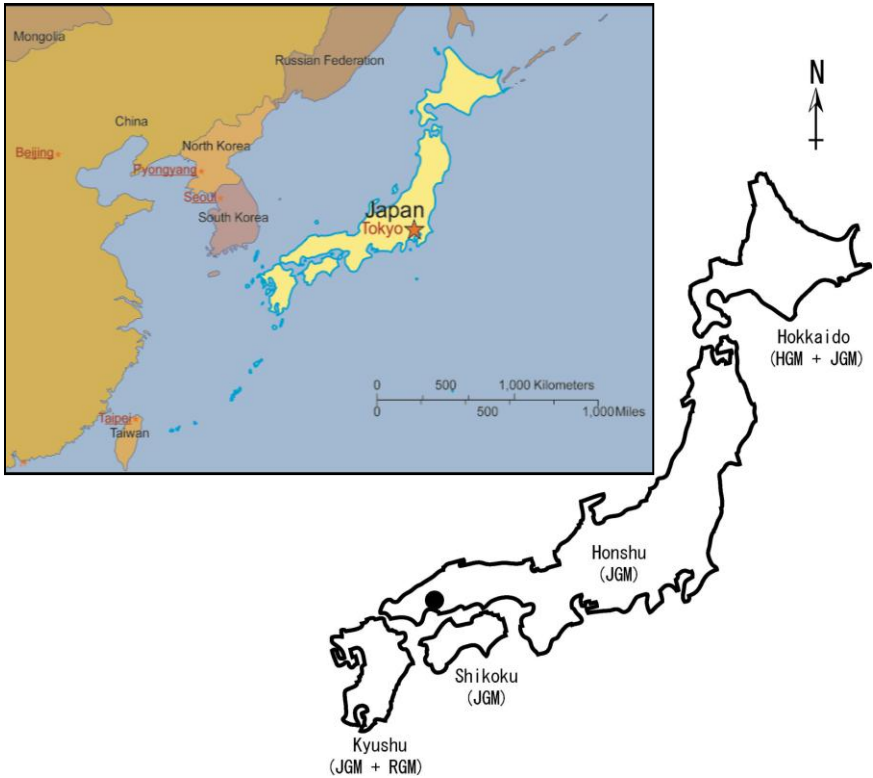 Mongolia
Russian Federation
China
Beijing
North Korea
Pyongyang
Seoul
South Korea
Japan
Tokyo
0 500 1,000 Kilometers
0 500 1,000 Miles
Taipei
Taiwan
N
Hokkaido
(HGM + JGM)
Honshu
(JGM)
Shikoku
(JGM)
Kyushu
(JGM + RGM)